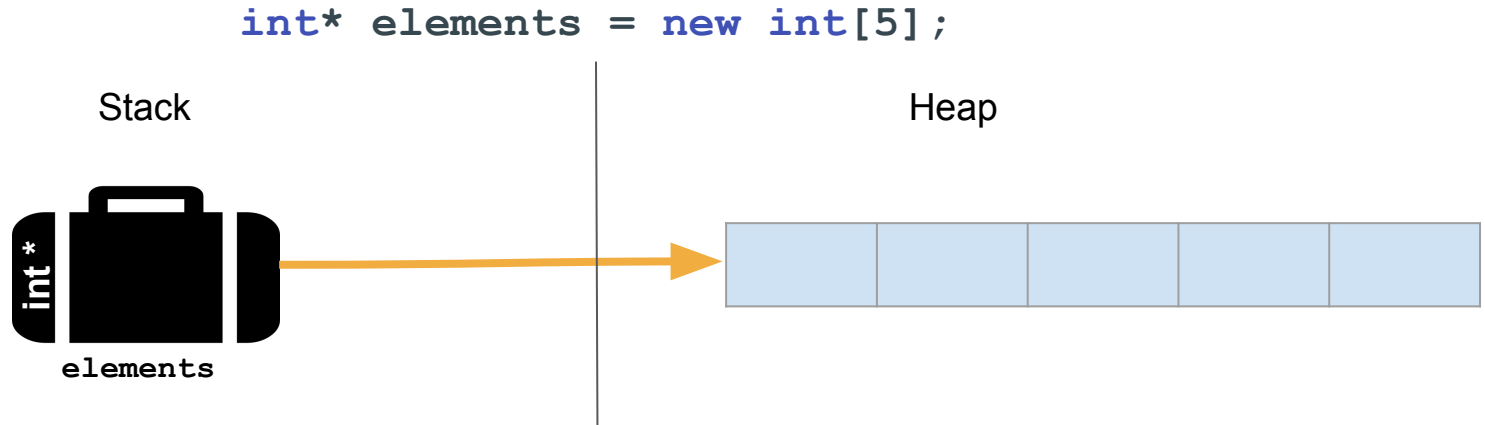 int* elements = new int[5];
Stack
Heap
int *
elements